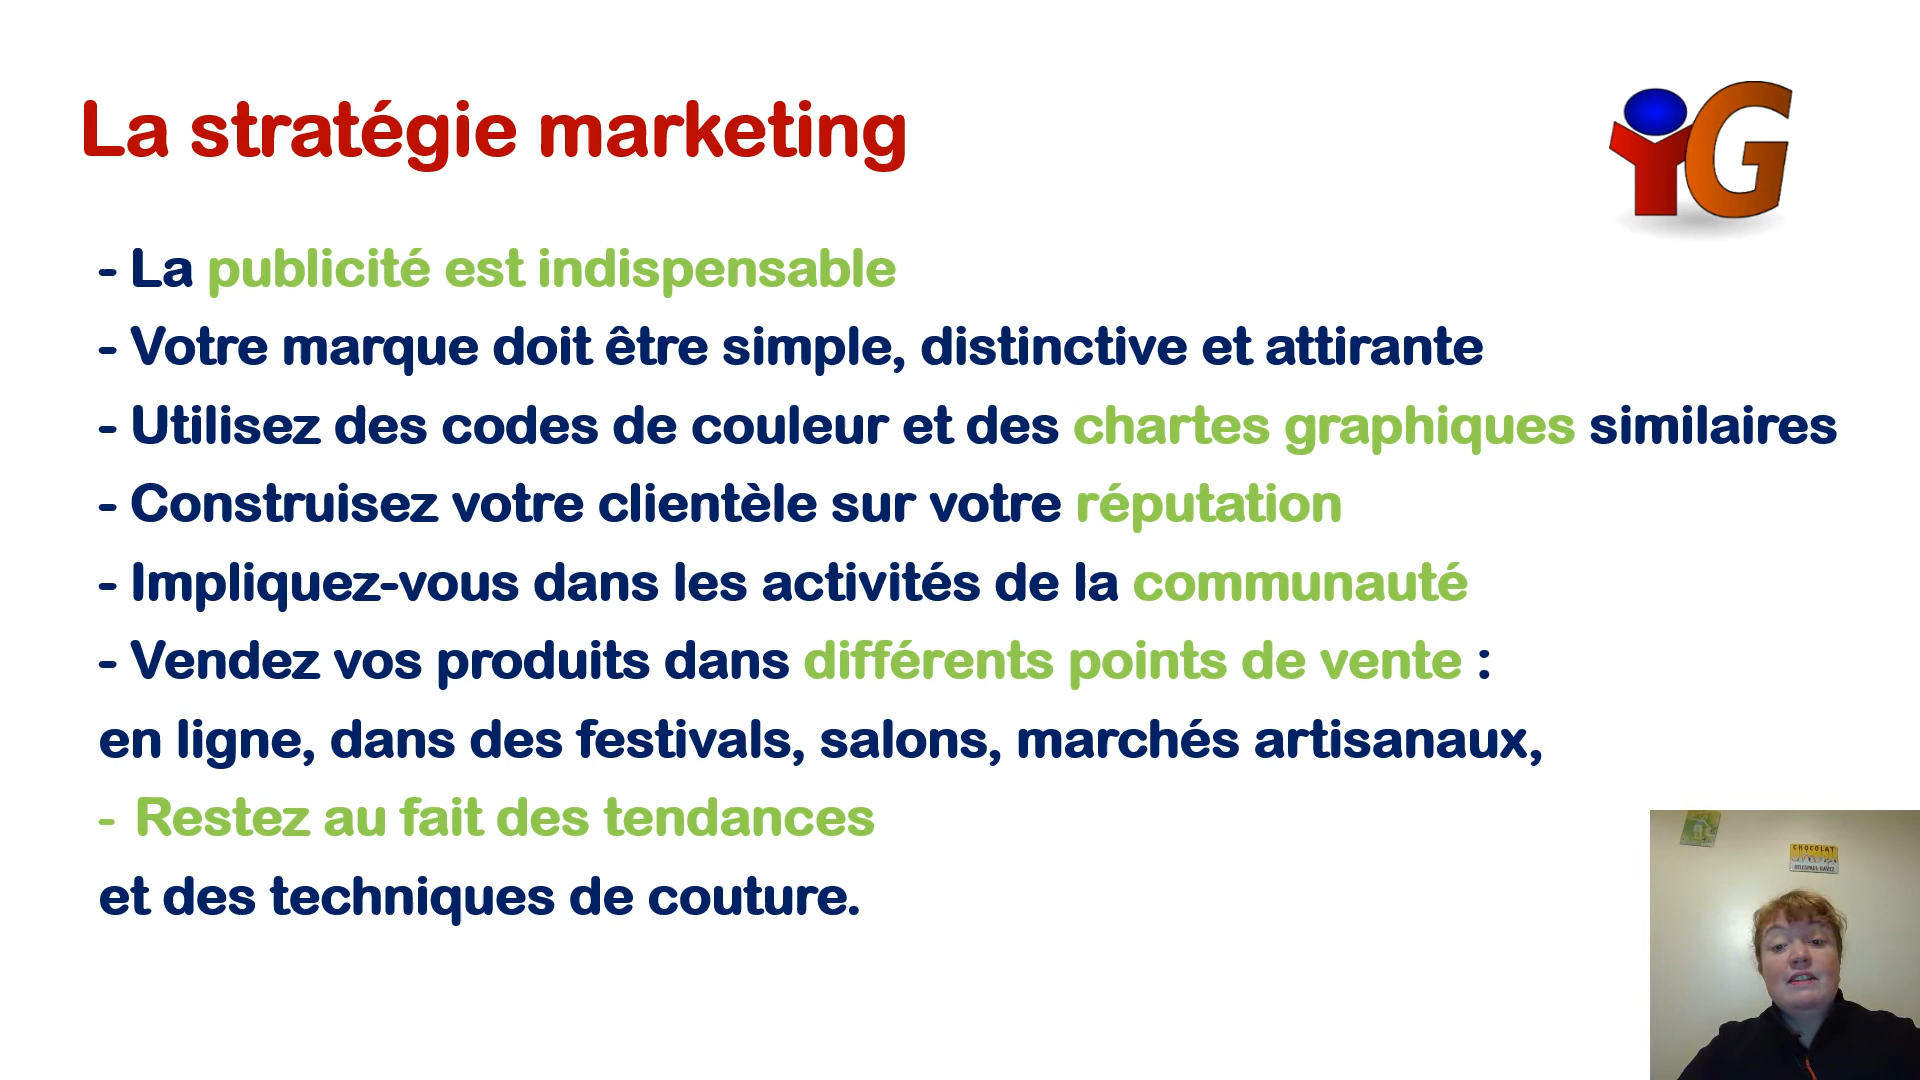 La stratégie marketing
iG
- La publicité est indispensable
- Votre marque doit être simple, distinctive et attirante
- Utilisez des codes de couleur et des chartes graphiques similaires
- Construisez votre clientèle sur votre réputation
- Impliquez-vous dans les activités de la communauté
- Vendez vos produits dans différents points de vente :
en ligne, dans des festivals, salons, marchés artisanaux,
- Restez au fait des tendances
et des techniques de couture.
CHOCOLAT